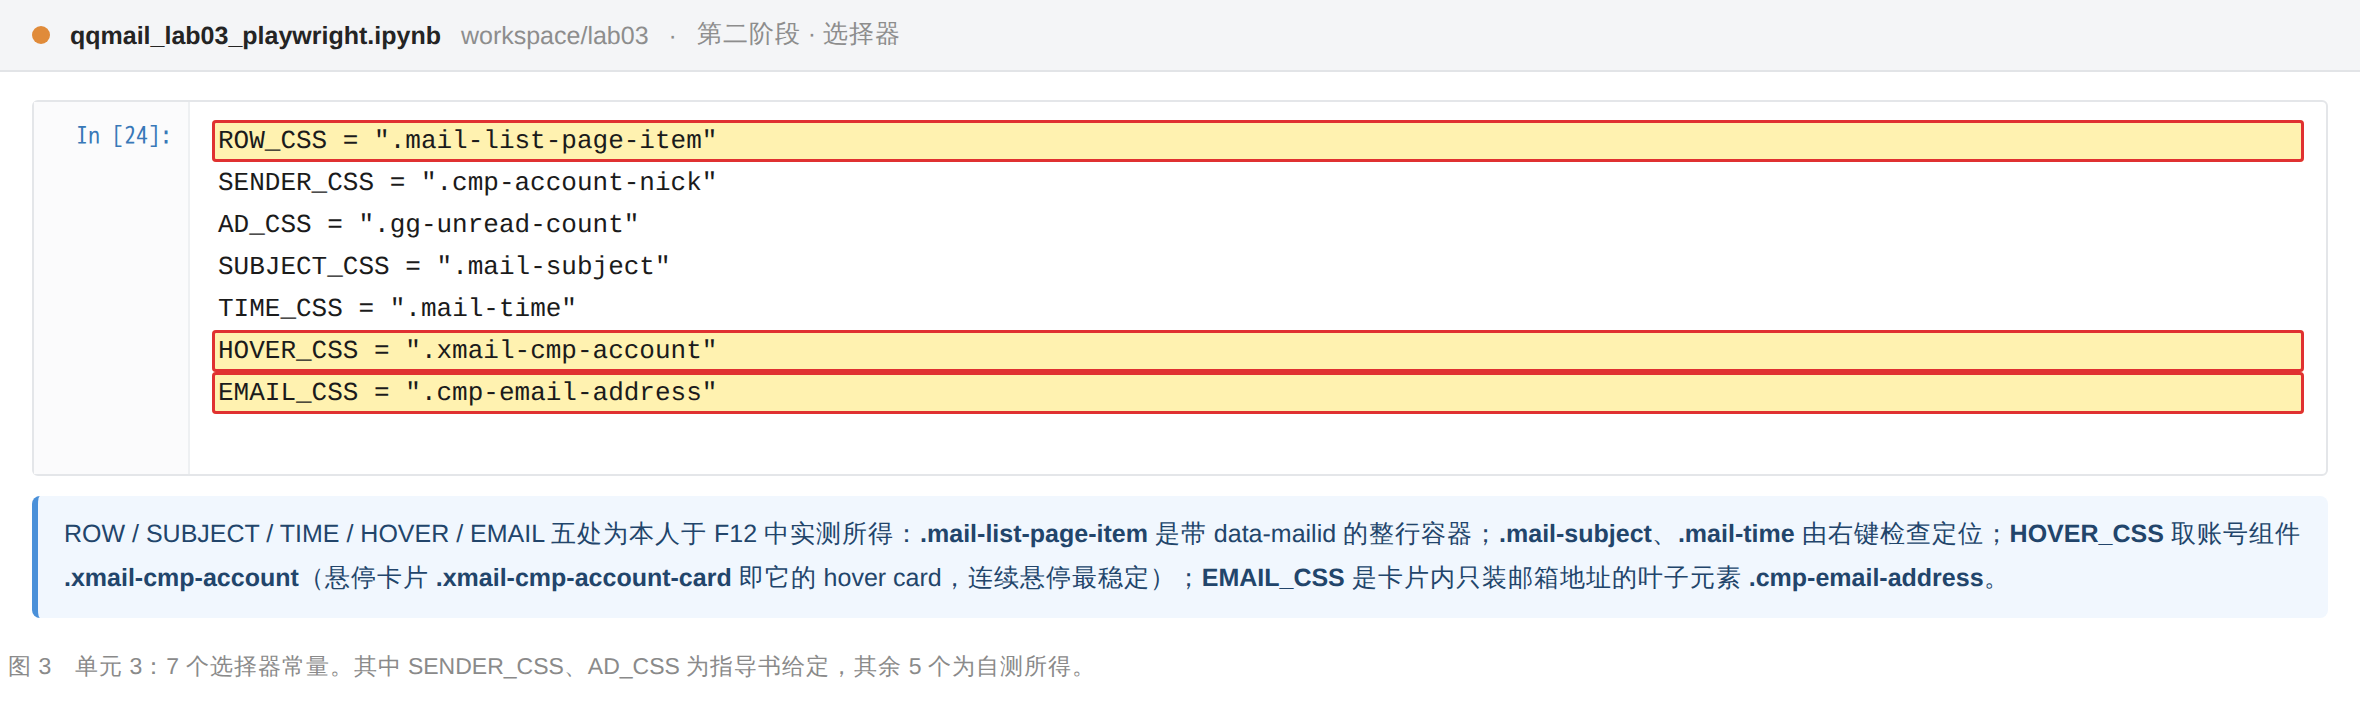 qqmail_lab03_playwright.ipynb workspace/lab03 · 第二阶段 · 选择器
In [24]:
ROW_CSS = ".mail-list-page-item"
SENDER_CSS = ".cmp-account-nick"
AD_CSS = ".gg-unread-count"
SUBJECT_CSS = ".mail-subject"
TIME_CSS = ".mail-time"
HOVER_CSS = ".xmail-cmp-account"
EMAIL_CSS = ".cmp-email-address"
ROW / SUBJECT / TIME / HOVER / EMAIL 五处为本人于 F12 中实测所得：.mail-list-page-item 是带 data-mailid 的整行容器；.mail-subject、.mail-time 由右键检查定位；HOVER_CSS 取账号组件
.xmail-cmp-account（悬停卡片 .xmail-cmp-account-card 即它的 hover card，连续悬停最稳定）；EMAIL_CSS 是卡片内只装邮箱地址的叶子元素 .cmp-email-address。
图 3 单元 3：7 个选择器常量。其中 SENDER_CSS、AD_CSS 为指导书给定，其余 5 个为自测所得。